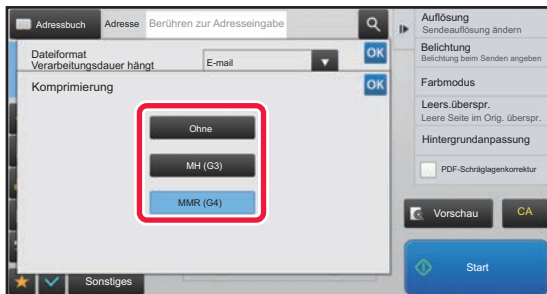 Adressbuch Adresse Berühren zur Adresseingabe
Dateiformat
Verarbeitungsdauer hängt
E-mail
OK
Komprimierung
OK
Ohne
MH (G3)
MMR (G4)
Sonstiges
Auflösung
Sendeauflösung ändern
Belichtung
Belichtung beim Senden angeben
Farbmodus
Leers.überspr.
Leere Seite im Orig. überspr.
Hintergrundanpassung
PDF-Schräglagenkorrektur
Vorschau CA
Start